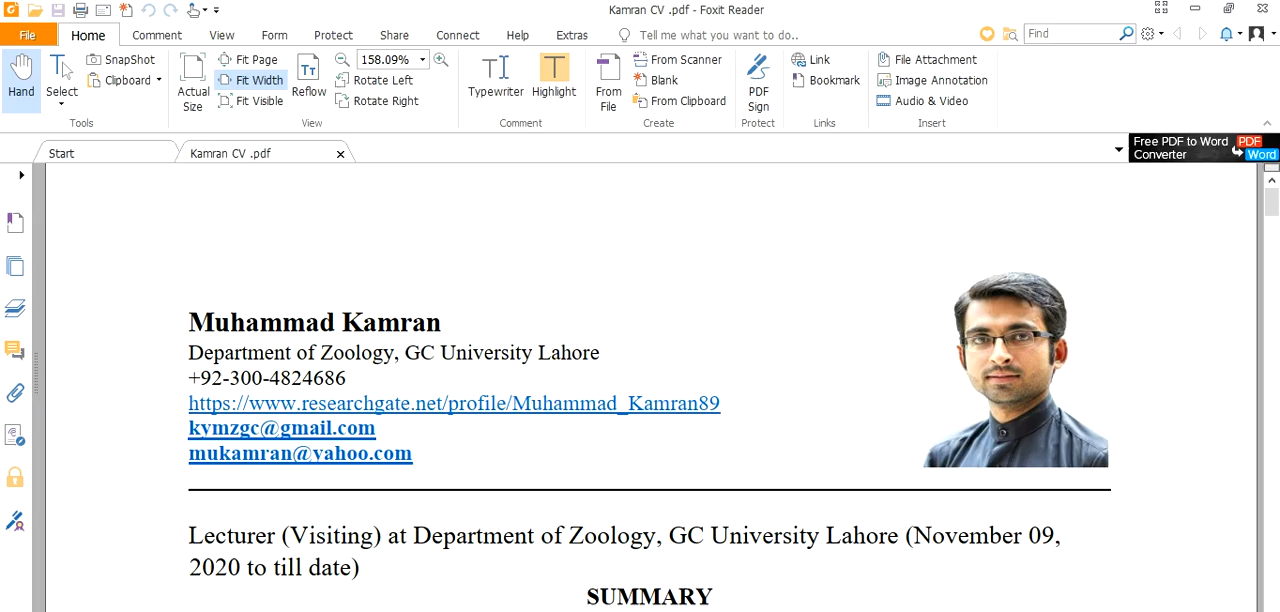 Kamran CV .pdf - Foxit Reader
File Home Comment View Form Protect Share Connect Help Extras Tell me what you want to do.. Find
Hand
Select
SnapShot
Clipboard
Tools
Actual Size
Fit Page
Fit Width
Fit Visible
Reflow
158.09%
Rotate Left
Rotate Right
View
Typewriter
Highlight
Comment
From File
From Scanner
Blank
From Clipboard
Create
PDF Sign
Protect
Link
Bookmark
Links
File Attachment
Image Annotation
Audio & Video
Insert
Start
Kamran CV .pdf
Free PDF to Word PDF
Converter Word
Muhammad Kamran
Department of Zoology, GC University Lahore
+92-300-4824686
https://www.researchgate.net/profile/Muhammad_Kamran89
kymzgc@gmail.com
mukamran@yahoo.com
Lecturer (Visiting) at Department of Zoology, GC University Lahore (November 09,
2020 to till date)
SUMMARY